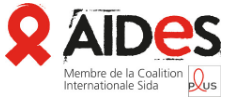 AIDeS
Membre de la Coalition
Internationale Sida PLUS